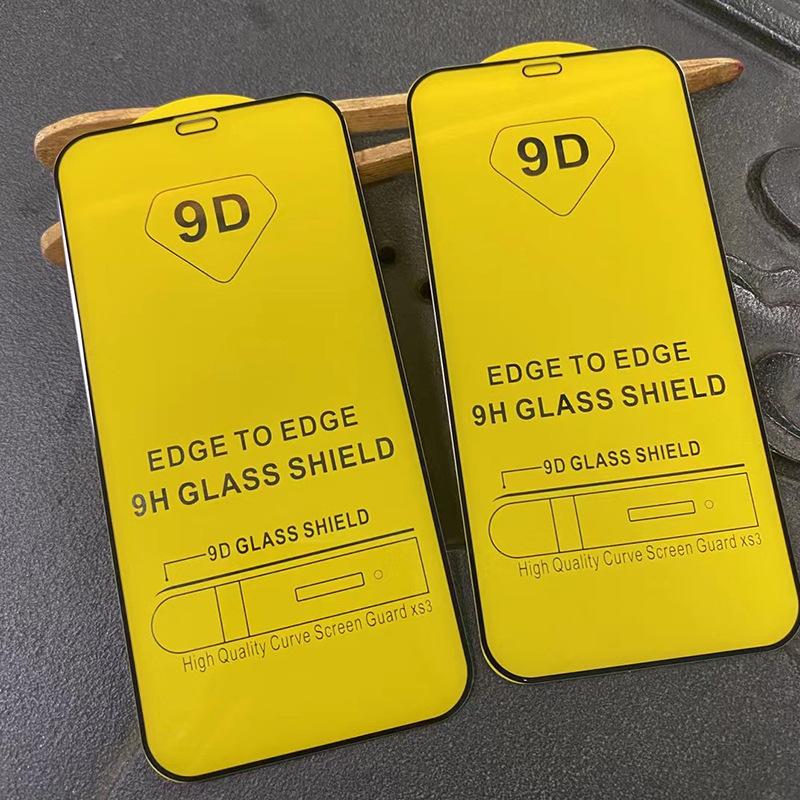 9D
EDGE TO EDGE
9H GLASS SHIELD
9D GLASS SHIELD
High Quality Curve Screen Guard xs3
9D
EDGE TO EDGE
9H GLASS SHIELD
9D GLASS SHIELD
High Quality Curve Screen Guard xs3